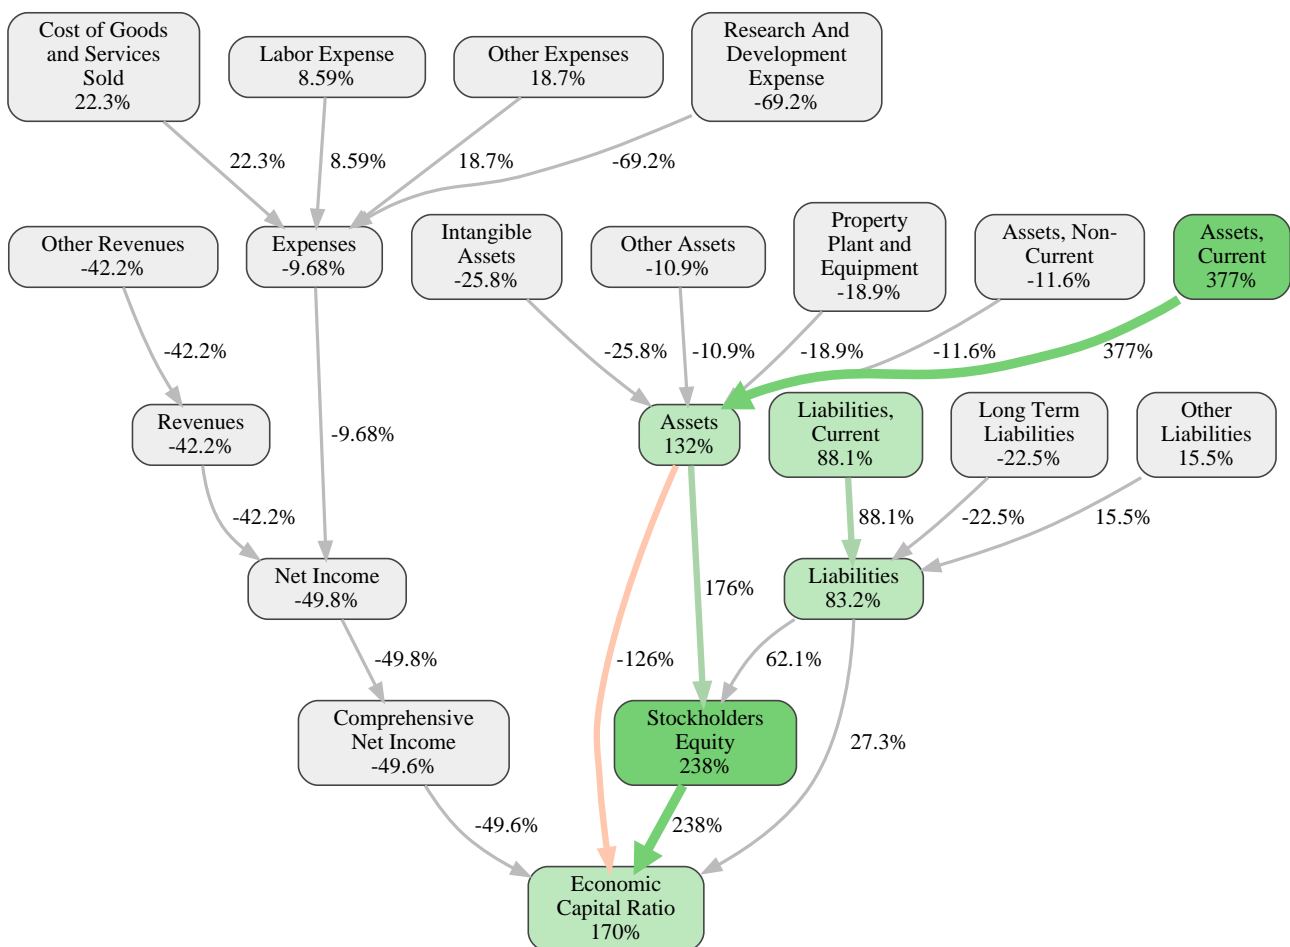 Cost of Goods
and Services
Sold
22.3%
Labor Expense
8.59%
Other Expenses
18.7%
Research And
Development
Expense
-69.2%
22.3%
8.59%
18.7%
-69.2%
Other Revenues
-42.2%
Expenses
-9.68%
Intangible
Assets
-25.8%
Other Assets
-10.9%
Property
Plant and
Equipment
-18.9%
Assets, Non-
Current
-11.6%
Assets,
Current
377%
-42.2%
-9.68%
-25.8%
-10.9%
-18.9%
-11.6%
377%
Revenues
-42.2%
Assets
132%
Liabilities,
Current
88.1%
Long Term
Liabilities
-22.5%
Other
Liabilities
15.5%
-42.2%
88.1%
-22.5%
15.5%
Net Income
-49.8%
176%
Liabilities
83.2%
-49.8%
-126%
62.1%
27.3%
Comprehensive
Net Income
-49.6%
Stockholders
Equity
238%
-49.6%
238%
Economic
Capital Ratio
170%